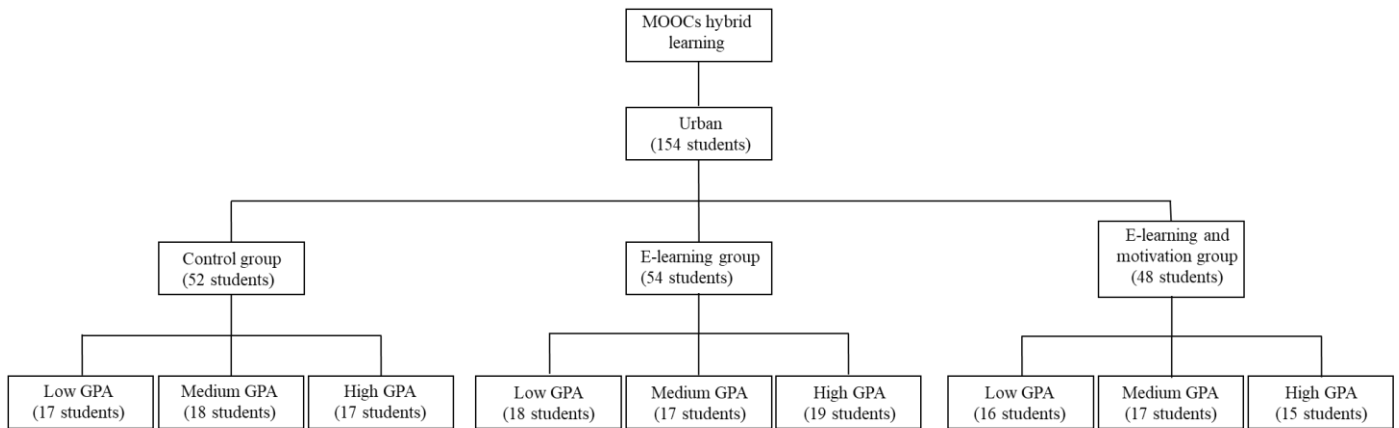 MOOCs hybrid
learning
Urban
(154 students)
Control group
(52 students)
E-learning group
(54 students)
E-learning and
motivation group
(48 students)
Low GPA
(17 students)
Medium GPA
(18 students)
High GPA
(17 students)
Low GPA
(18 students)
Medium GPA
(17 students)
High GPA
(19 students)
Low GPA
(16 students)
Medium GPA
(17 students)
High GPA
(15 students)